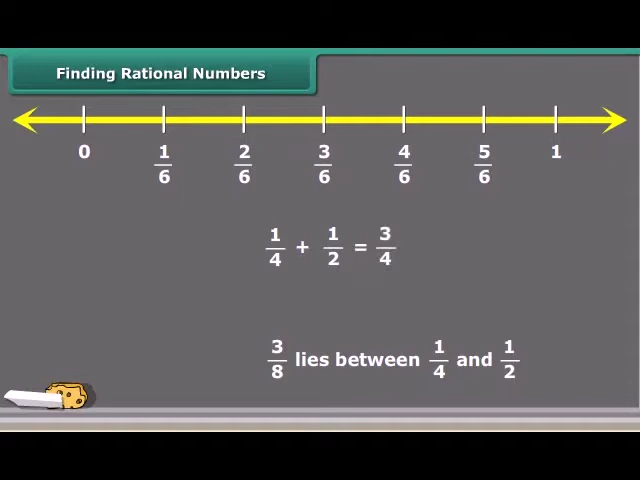 Finding Rational Numbers
0 1/6 2/6 3/6 4/6 5/6 1
1/4 + 1/2 = 3/4
3/8 lies between 1/4 and 1/2